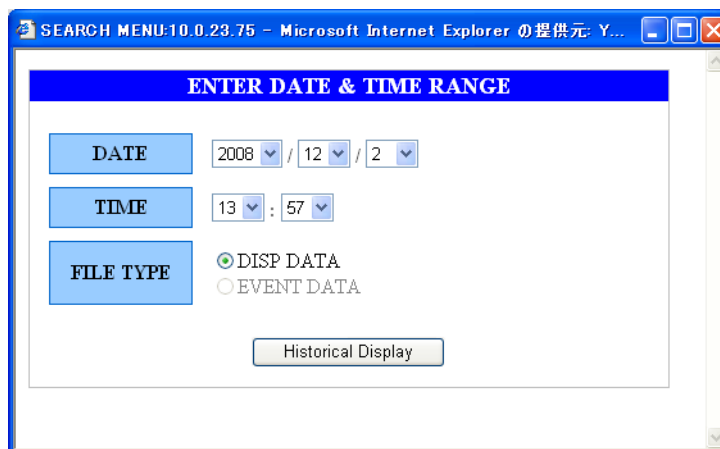 SEARCH MENU:10.0.23.75 - Microsoft Internet Explorer の提供元: Y...
ENTER DATE & TIME RANGE
DATE 2008 / 12 / 2
TIME 13 : 57
FILE TYPE
DISP DATA
EVENT DATA
Historical Display